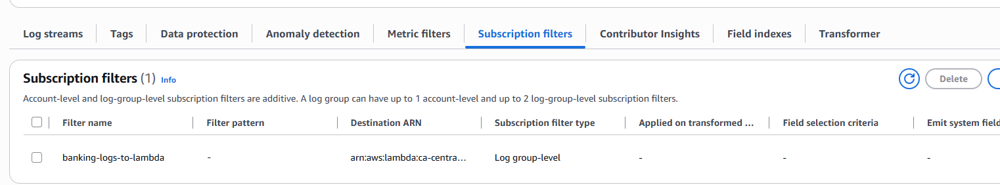 Log streams Tags Data protection Anomaly detection Metric filters Subscription filters Contributor Insights Field indexes Transformer
Subscription filters (1) Info
Delete
Account-level and log-group-level subscription filters are additive. A log group can have up to 1 account-level and up to 2 log-group-level subscription filters.
Filter name Filter pattern Destination ARN Subscription filter type Applied on transformed ... Field selection criteria Emit system field
banking-logs-to-lambda - arn:aws:lambda:ca-centra... Log group-level - - -